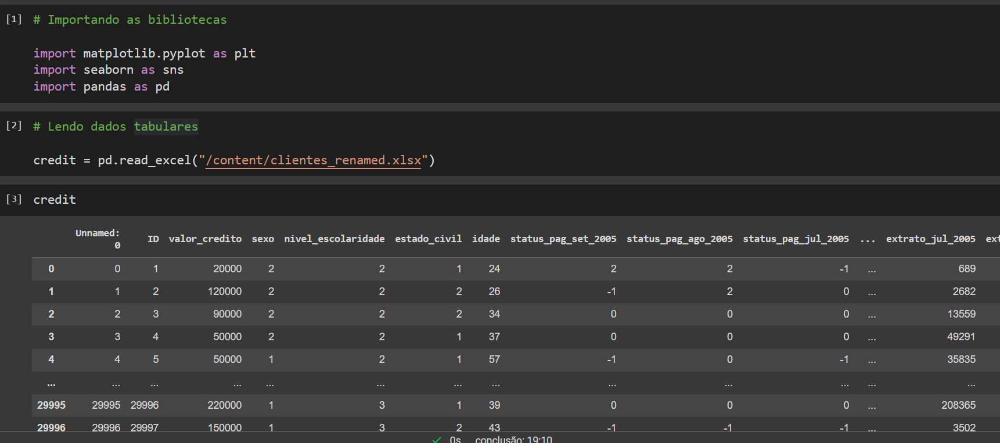 [1] # Importando as bibliotecas
import matplotlib.pyplot as plt
import seaborn as sns
import pandas as pd
[2] # Lendo dados tabulares
credit = pd.read_excel("/content/clientes_renamed.xlsx")
[3] credit
Unnamed: 0 ID valor_credito sexo nivel_escolaridade estado_civil idade status_pag_set_2005 status_pag_ago_2005 status_pag_jul_2005 ... extrato_jul_2005 ext
0 0 1 20000 2 2 1 24 2 2 -1 ... 689
1 1 2 120000 2 2 2 26 -1 2 0 ... 2682
2 2 3 90000 2 2 2 34 0 0 0 ... 13559
3 3 4 50000 2 2 1 37 0 0 0 ... 49291
4 4 5 50000 1 2 1 57 -1 0 -1 ... 35835
... ... ... ... ... ... ... ... ... ... ... ... ...
29995 29995 29996 220000 1 3 1 39 0 0 0 ... 208365
29996 29996 29997 150000 1 3 2 43 -1 -1 -1 ... 3502
✓ 0s conclusão: 19:10